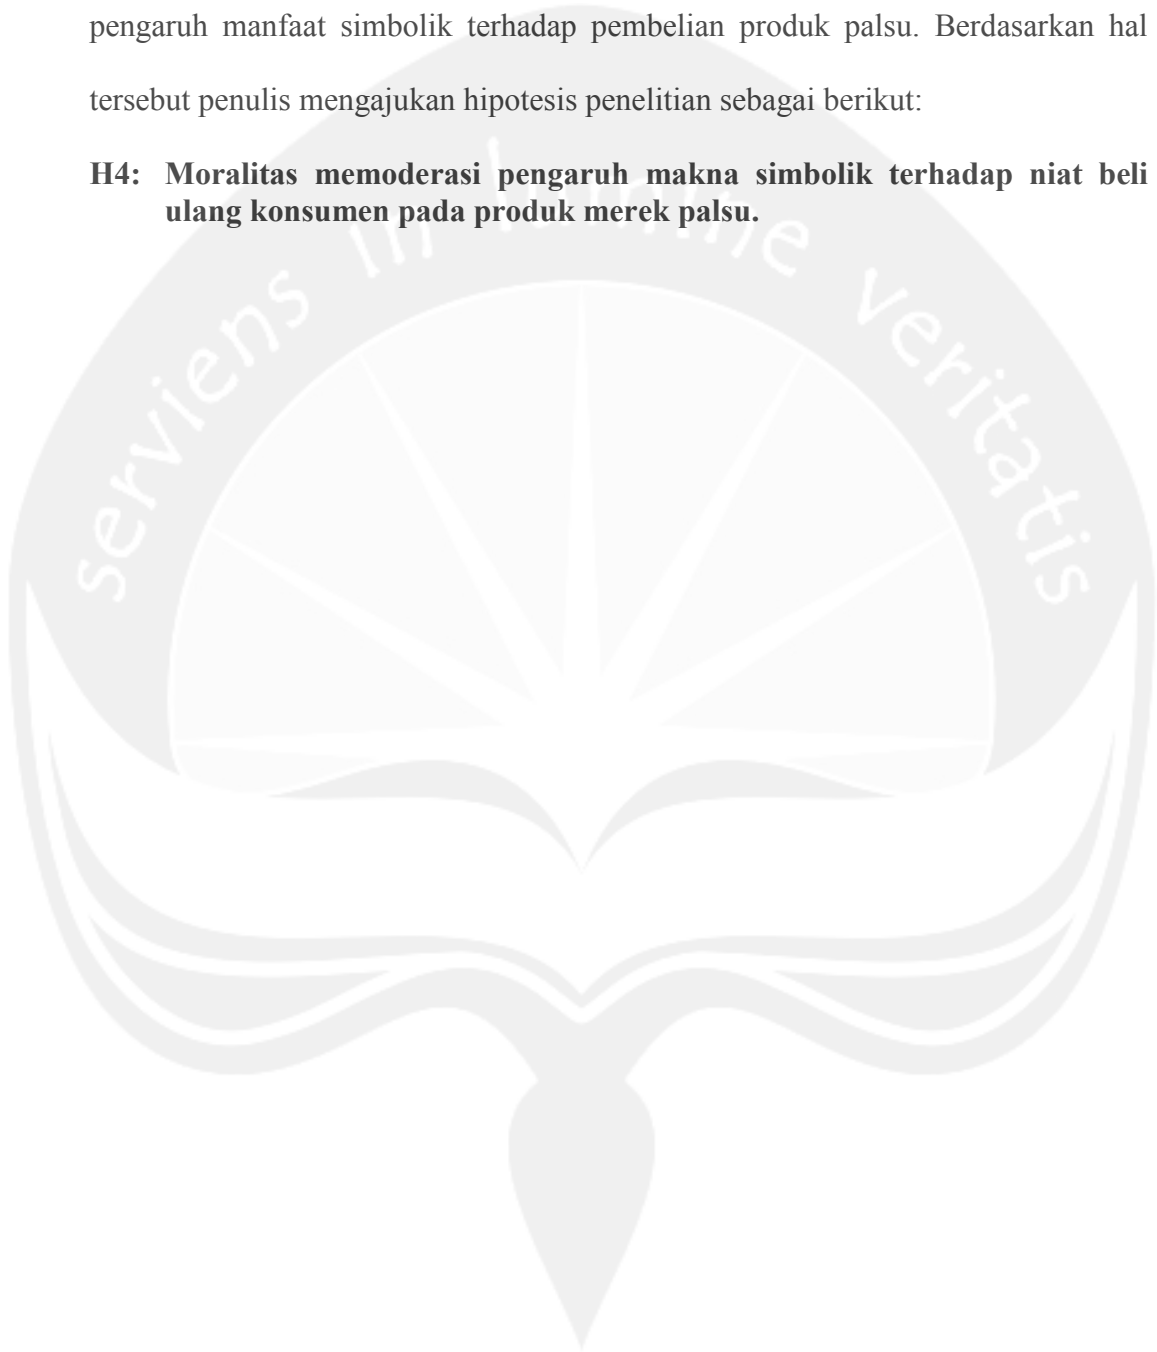 pengaruh manfaat simbolik terhadap pembelian produk palsu. Berdasarkan hal
tersebut penulis mengajukan hipotesis penelitian sebagai berikut:
H4: Moralitas memoderasi pengaruh makna simbolik terhadap niat beli
ulang konsumen pada produk merek palsu.
serviens in lumine veritatis